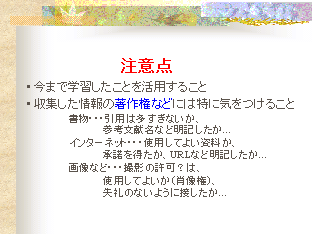 注意点
・今まで学習したことを活用すること
・収集した情報の著作権などには特に気をつけること
書物・・・引用は多すぎないか、
参考文献名など明記したか…
インターネット・・・使用してよい資料か、
承諾を得たか、URLなど明記したか…
画像など・・・撮影の許可?は、
使用してよいか(肖像権)、
失礼のないように接したか…